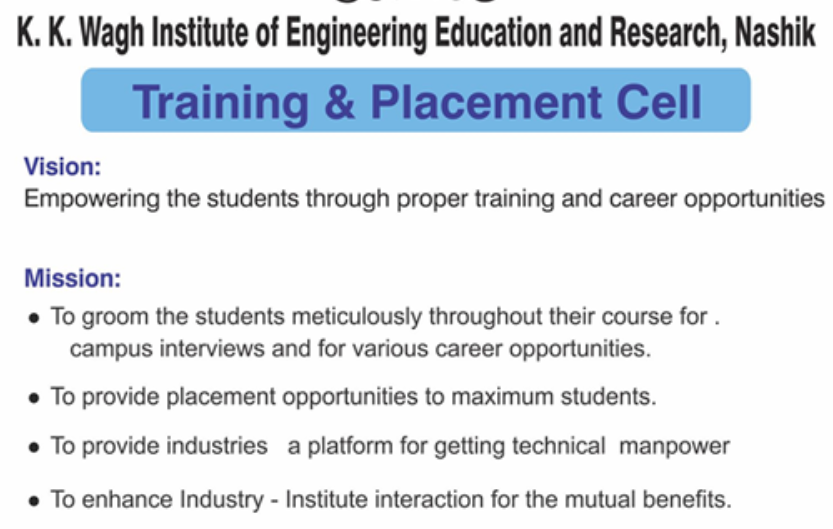 K. K. Wagh Institute of Engineering Education and Research, Nashik
Training & Placement Cell
Vision:
Empowering the students through proper training and career opportunities
Mission:
● To groom the students meticulously throughout their course for .
campus interviews and for various career opportunities.
● To provide placement opportunities to maximum students.
● To provide industries a platform for getting technical manpower
● To enhance Industry - Institute interaction for the mutual benefits.